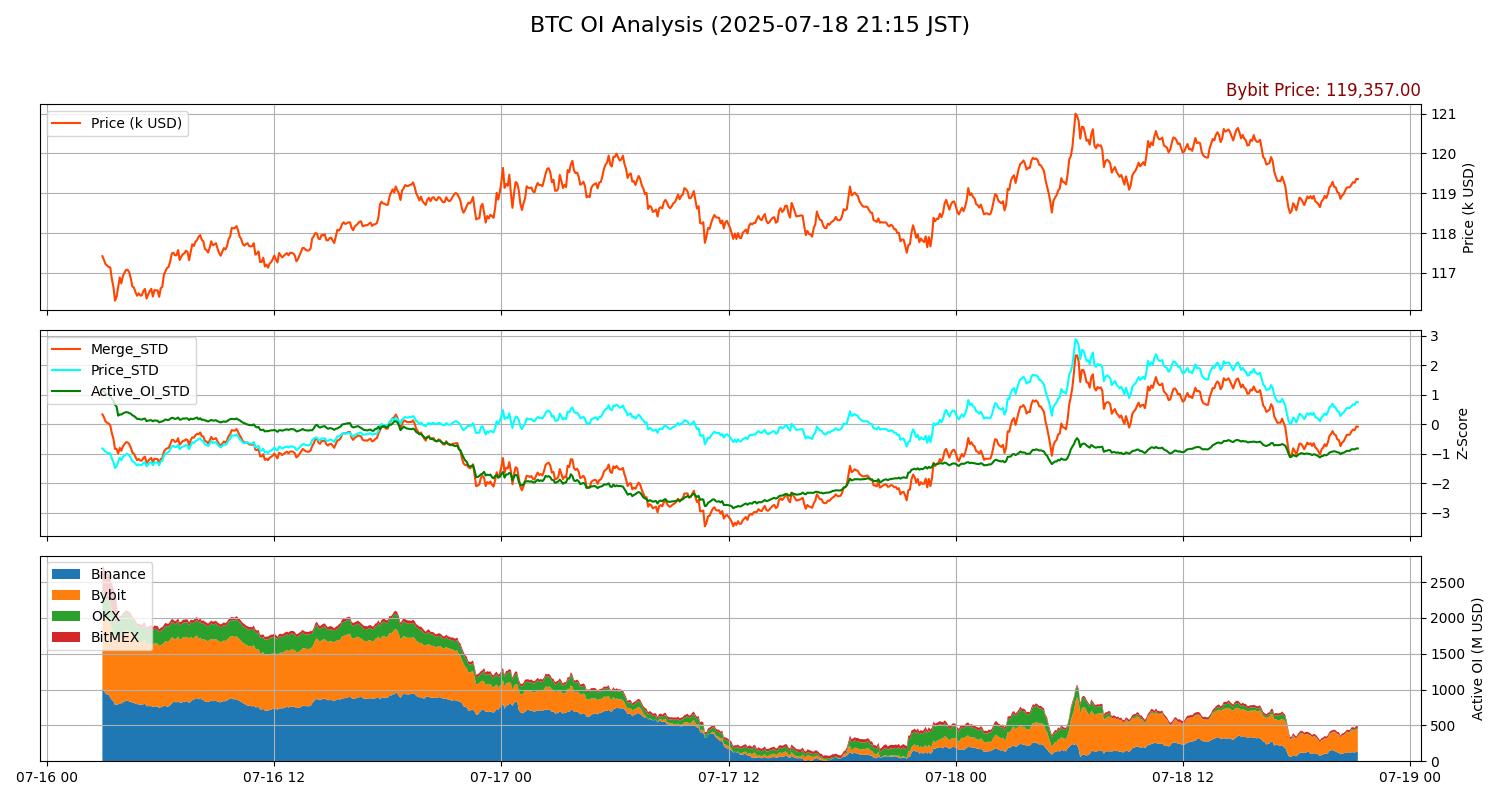 BTC OI Analysis (2025-07-18 21:15 JST)
Bybit Price: 119,357.00
Price (k USD)
121
120
119
118
117
Price (k USD)
Merge_STD
Price_STD
Active_OI_STD
3
2
1
0
−1
−2
−3
Z-Score
Binance
Bybit
OKX
BitMEX
2500
2000
1500
1000
500
0
Active OI (M USD)
07-16 00
07-16 12
07-17 00
07-17 12
07-18 00
07-18 12
07-19 00